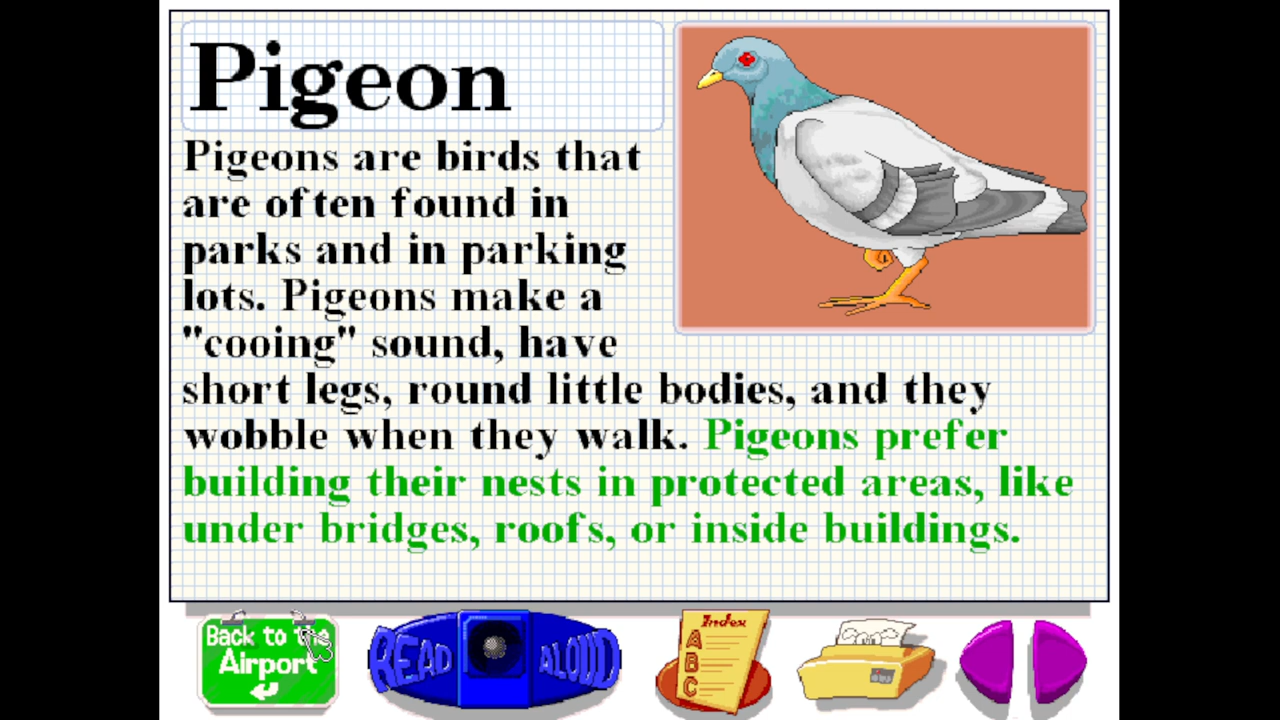 Pigeon
Pigeons are birds that
are often found in
parks and in parking
lots. Pigeons make a
"cooing" sound, have
short legs, round little bodies, and they
wobble when they walk. Pigeons prefer
building their nests in protected areas, like
under bridges, roofs, or inside buildings.
Back to the
Airport
READ ALOUD
Index
A
B
C